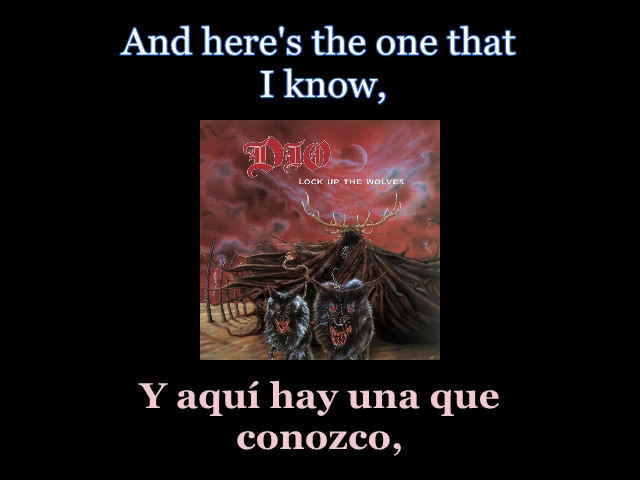 And here's the one that
I know,
DIO
LOCK UP THE WOLVES
Y aquí hay una que
conozco,